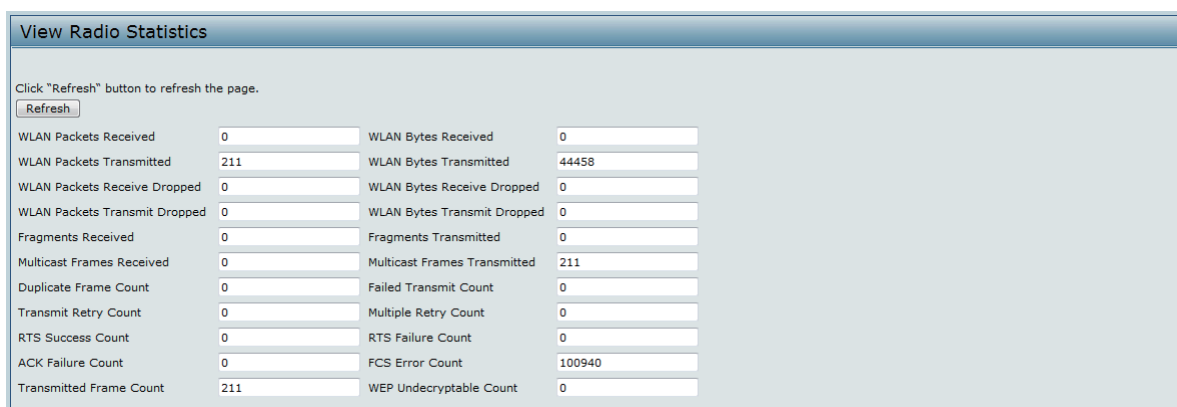 View Radio Statistics
Click "Refresh" button to refresh the page.
Refresh
WLAN Packets Received 0 WLAN Bytes Received 0
WLAN Packets Transmitted 211 WLAN Bytes Transmitted 44458
WLAN Packets Receive Dropped 0 WLAN Bytes Receive Dropped 0
WLAN Packets Transmit Dropped 0 WLAN Bytes Transmit Dropped 0
Fragments Received 0 Fragments Transmitted 0
Multicast Frames Received 0 Multicast Frames Transmitted 211
Duplicate Frame Count 0 Failed Transmit Count 0
Transmit Retry Count 0 Multiple Retry Count 0
RTS Success Count 0 RTS Failure Count 0
ACK Failure Count 0 FCS Error Count 100940
Transmitted Frame Count 211 WEP Undecryptable Count 0